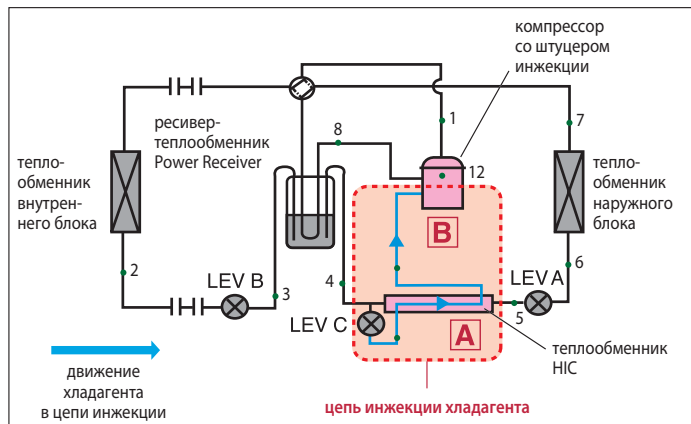 компрессор
со штуцером
инжекции
ресивер-
теплообменник
Power Receiver
8
1
7
12
тепло-
обменник
внутрен-
него блока
тепло-
обменник
наружного
блока
B
2
LEV B
3
4
LEV A
6
5
LEV C
A
движение
хладагента
в цепи инжекции
теплообменник
HIC
цепь инжекции хладагента